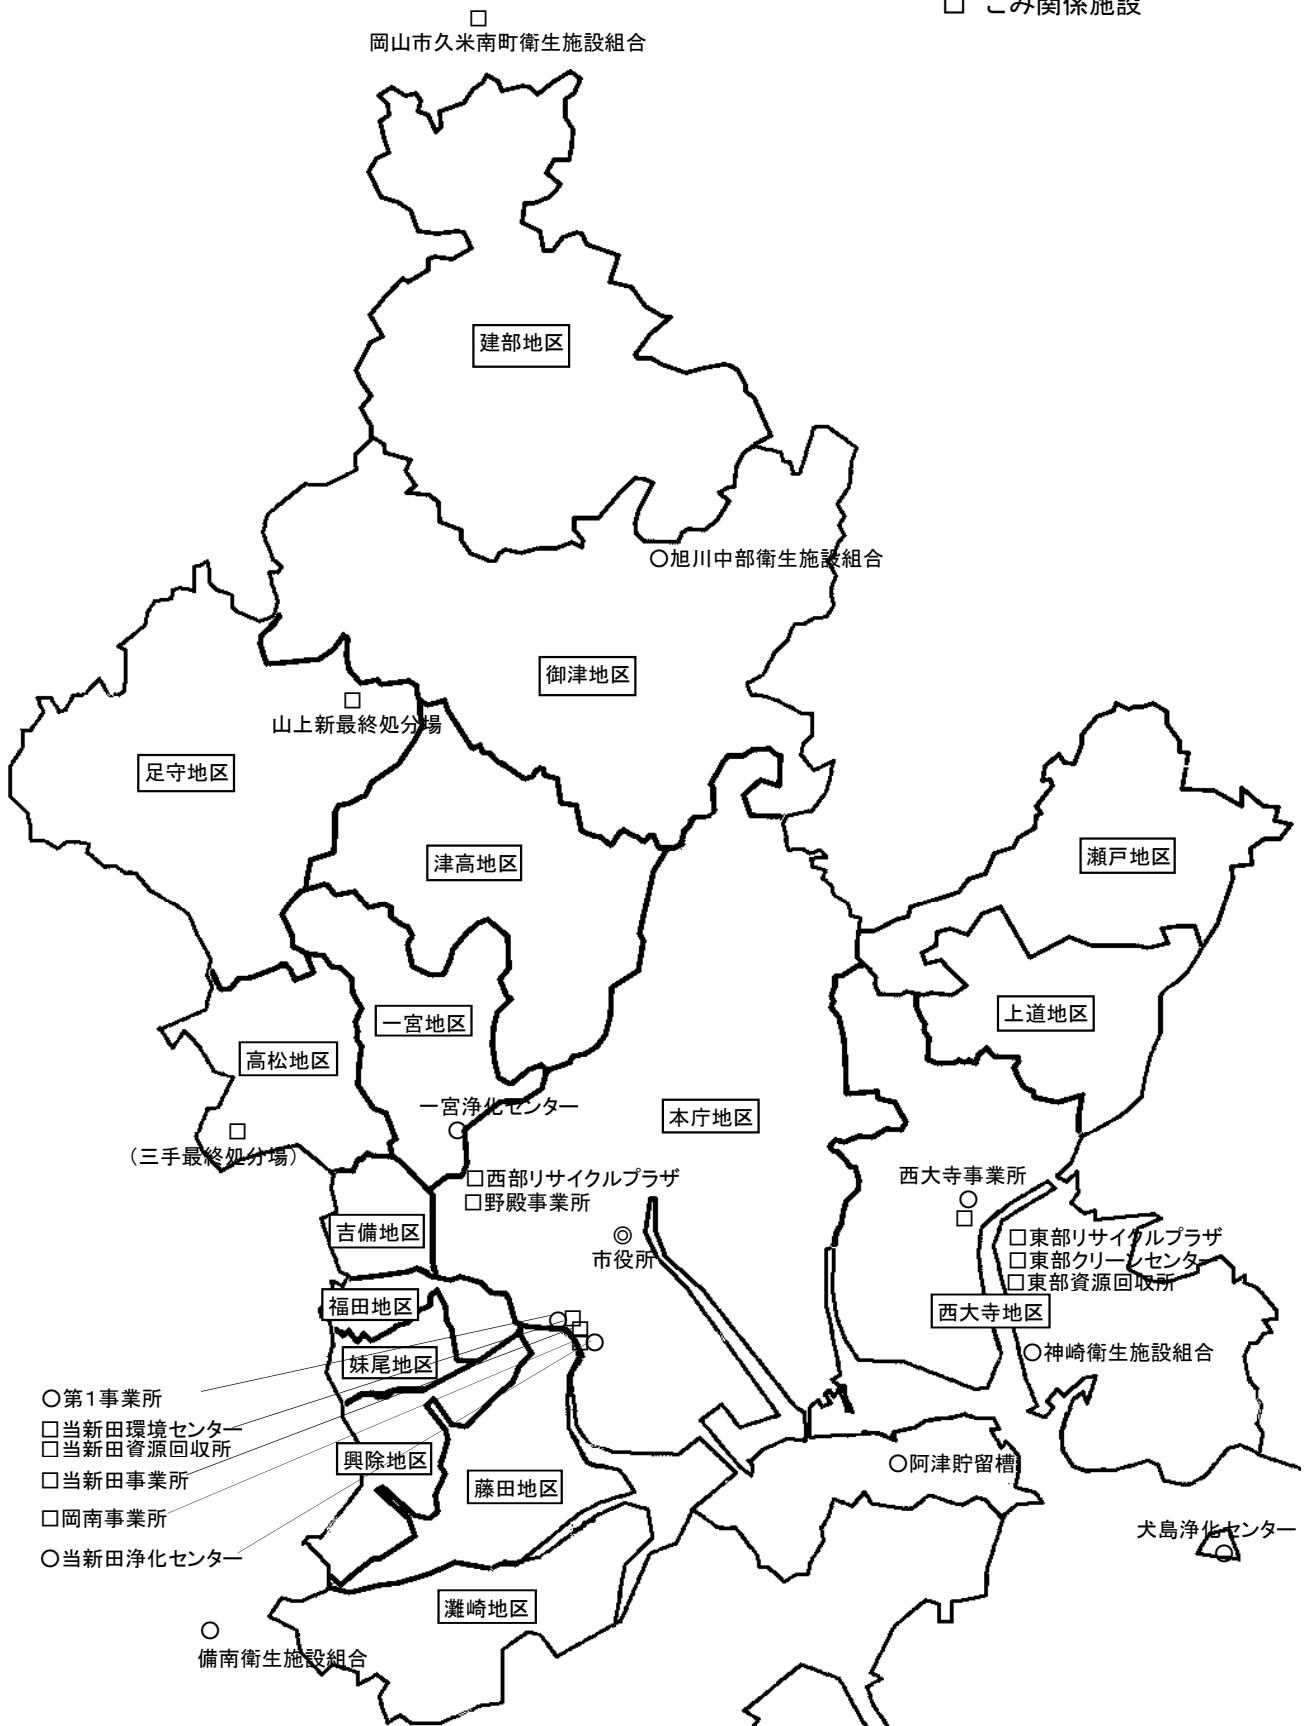 □ ごみ関係施設
□
岡山市久米南町衛生施設組合
建部地区
○旭川中部衛生施設組合
御津地区
□
山上新最終処分場
足守地区
津高地区
瀬戸地区
一宮地区
上道地区
高松地区
一宮浄化センター
○
本庁地区
□
（三手最終処分場）
□西部リサイクルプラザ
□野殿事業所
西大寺事業所
○
□
吉備地区
◎
市役所
□東部リサイクルプラザ
□東部クリーンセンター
□東部資源回収所
福田地区
西大寺地区
妹尾地区
○神崎衛生施設組合
○第1事業所
□当新田環境センター
□当新田資源回収所
興除地区
○阿津貯留槽
□当新田事業所
藤田地区
□岡南事業所
犬島浄化センター
○
○当新田浄化センター
灘崎地区
○
備南衛生施設組合